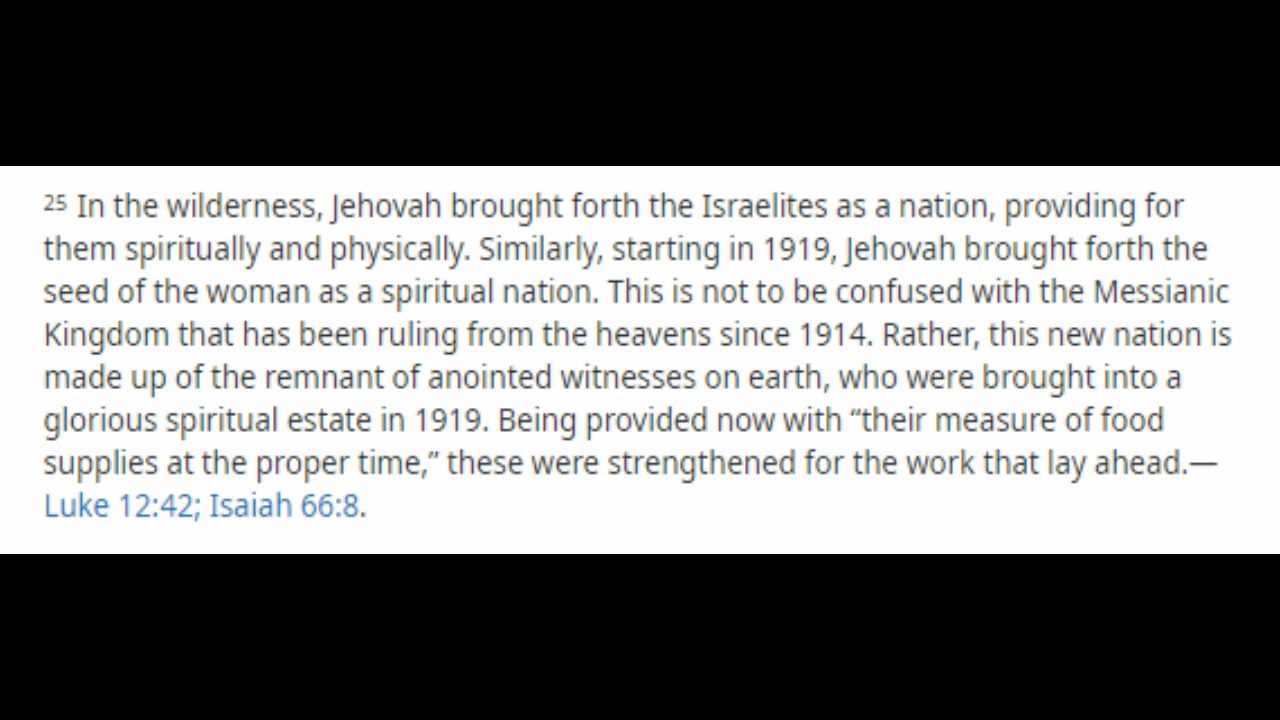 25 In the wilderness, Jehovah brought forth the Israelites as a nation, providing for
them spiritually and physically. Similarly, starting in 1919, Jehovah brought forth the
seed of the woman as a spiritual nation. This is not to be confused with the Messianic
Kingdom that has been ruling from the heavens since 1914. Rather, this new nation is
made up of the remnant of anointed witnesses on earth, who were brought into a
glorious spiritual estate in 1919. Being provided now with “their measure of food
supplies at the proper time,” these were strengthened for the work that lay ahead.—
Luke 12:42; Isaiah 66:8.